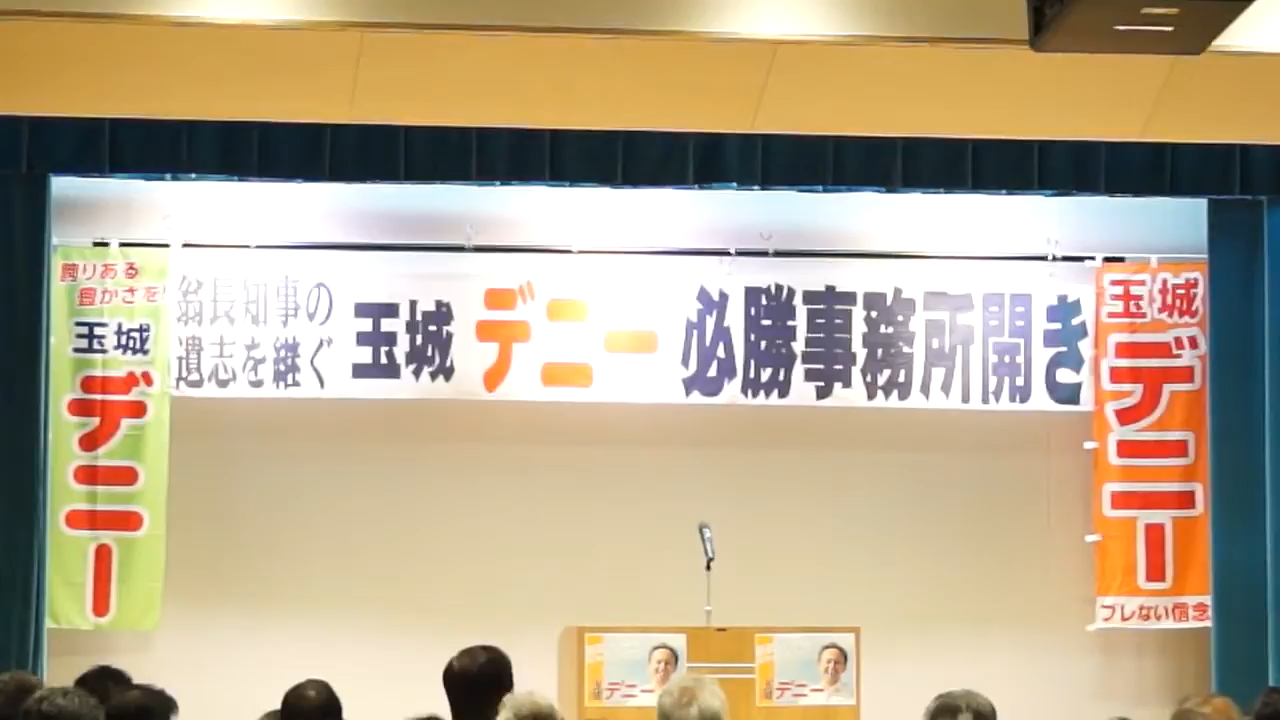 誇りある
豊かさを
玉城
デニー
翁長知事の
遺志を継ぐ
玉城 デニー 必勝事務所開き
玉城
デニー
ブレない信念
デニー
デニー